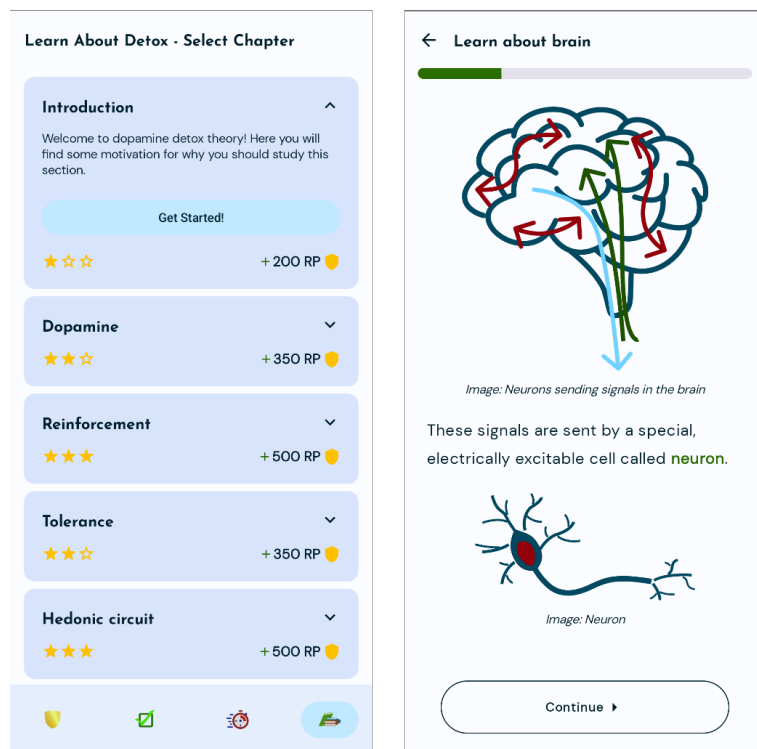 Learn About Detox - Select Chapter
Introduction
Welcome to dopamine detox theory! Here you will
find some motivation for why you should study this
section.
Get Started!
+ 200 RP
Dopamine
+ 350 RP
Reinforcement
+ 500 RP
Tolerance
+ 350 RP
Hedonic circuit
+ 500 RP
Learn about brain
Image: Neurons sending signals in the brain
These signals are sent by a special,
electrically excitable cell called neuron.
Image: Neuron
Continue